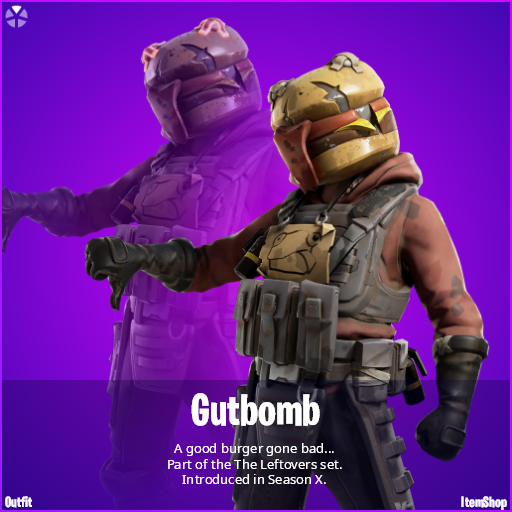 Gutbomb
A good burger gone bad...
Part of the The Leftovers set.
Introduced in Season X.
Outfit
ItemShop